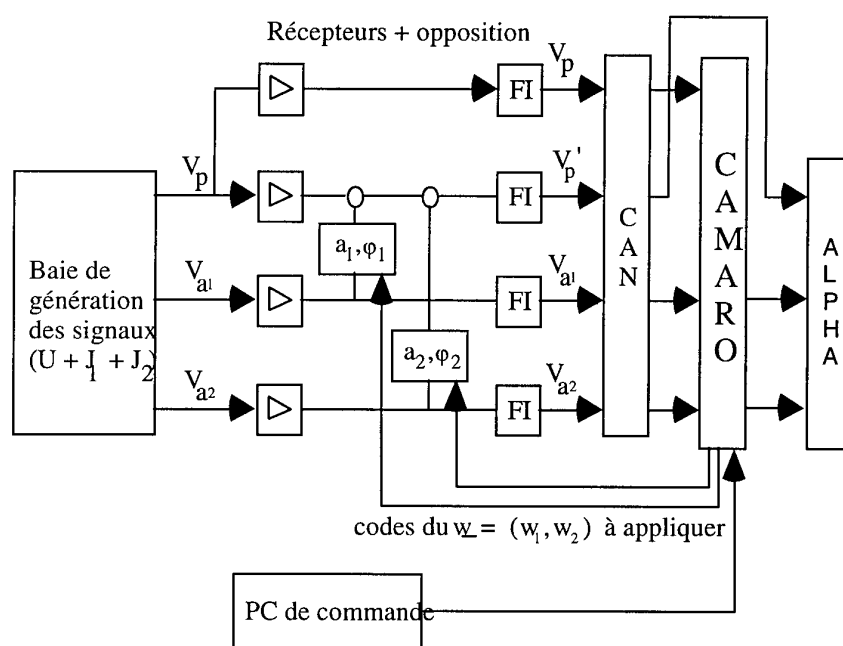 Récepteurs + opposition
FI
V_p
V_p
V_p'
FI
C A N
C A M A R O
A L P H A
Baie de
génération
des signaux
(U + J_1 + J_2)
a_1, φ_1
V_a1
FI
V_a1
a_2, φ_2
V_a2
FI
V_a2
codes du w = (w_1, w_2) à appliquer
PC de commande